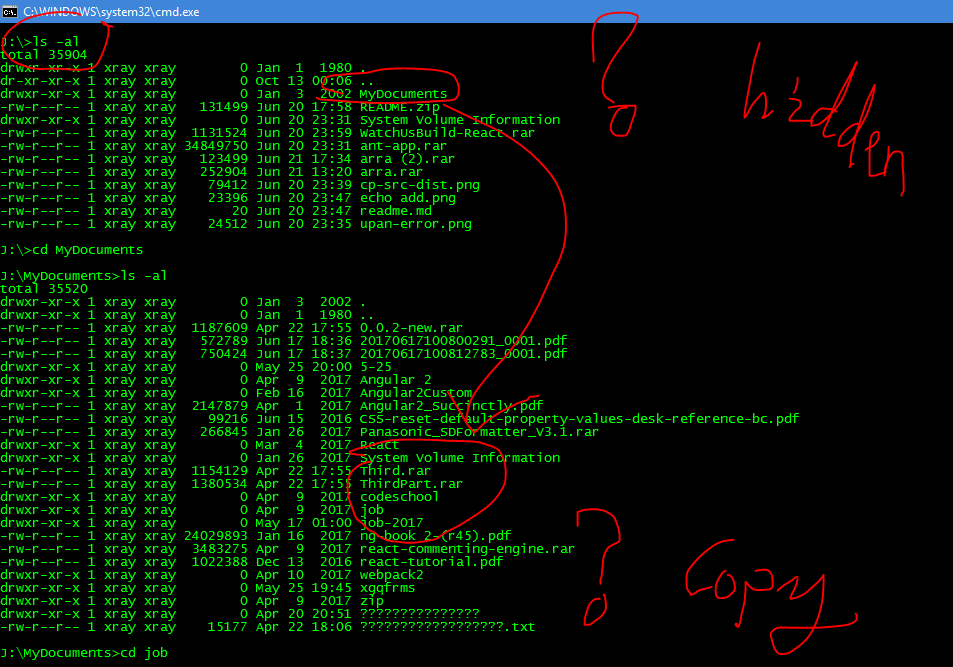 C:\WINDOWS\system32\cmd.exe
J:\>ls -al
total 35904
drwxr-xr-x 1 xray xray 0 Jan 1 1980 .
dr-xr-xr-x 1 xray xray 0 Oct 13 00:06 ..
drwxr-xr-x 1 xray xray 0 Jan 3 2002 MyDocuments
-rw-r--r-- 1 xray xray 131499 Jun 20 17:58 README.zip
drwxr-xr-x 1 xray xray 0 Jun 20 23:31 System Volume Information
-rw-r--r-- 1 xray xray 1131524 Jun 20 23:59 WatchUsBuild-React.rar
-rw-r--r-- 1 xray xray 34849750 Jun 20 23:31 ant-app.rar
-rw-r--r-- 1 xray xray 123499 Jun 21 17:34 arra (2).rar
-rw-r--r-- 1 xray xray 252904 Jun 21 13:20 arra.rar
-rw-r--r-- 1 xray xray 79412 Jun 20 23:39 cp-src-dist.png
-rw-r--r-- 1 xray xray 23396 Jun 20 23:47 echo add.png
-rw-r--r-- 1 xray xray 20 Jun 20 23:47 readme.md
-rw-r--r-- 1 xray xray 24512 Jun 20 23:35 upan-error.png
? hidden
J:\>cd MyDocuments
J:\MyDocuments>ls -al
total 35520
drwxr-xr-x 1 xray xray 0 Jan 3 2002 .
drwxr-xr-x 1 xray xray 0 Jan 1 1980 ..
-rw-r--r-- 1 xray xray 1187609 Apr 22 17:55 0.0.2-new.rar
-rw-r--r-- 1 xray xray 572789 Jun 17 18:36 20170617100800291_0001.pdf
-rw-r--r-- 1 xray xray 750424 Jun 17 18:37 20170617100812783_0001.pdf
drwxr-xr-x 1 xray xray 0 May 25 20:00 5-25
drwxr-xr-x 1 xray xray 0 Apr 9 2017 Angular 2
drwxr-xr-x 1 xray xray 0 Feb 16 2017 Angular2Custom
-rw-r--r-- 1 xray xray 2147879 Apr 1 2017 Angular2_Succinctly.pdf
-rw-r--r-- 1 xray xray 99216 Jun 15 2016 CSS-reset-default-property-values-desk-reference-bc.pdf
-rw-r--r-- 1 xray xray 266845 Jan 26 2017 Panasonic_SDFormatter_V3.1.rar
drwxr-xr-x 1 xray xray 0 Mar 4 2017 React
drwxr-xr-x 1 xray xray 0 Jan 26 2017 System Volume Information
-rw-r--r-- 1 xray xray 1154129 Apr 22 17:55 Third.rar
-rw-r--r-- 1 xray xray 1380534 Apr 22 17:55 ThirdPart.rar
drwxr-xr-x 1 xray xray 0 Apr 9 2017 codeschool
drwxr-xr-x 1 xray xray 0 Apr 9 2017 job
drwxr-xr-x 1 xray xray 0 May 17 01:00 job-2017
-rw-r--r-- 1 xray xray 24029893 Jan 16 2017 ng-book 2-(r45).pdf
-rw-r--r-- 1 xray xray 3483275 Apr 9 2017 react-commenting-engine.rar
-rw-r--r-- 1 xray xray 1022388 Dec 13 2016 react-tutorial.pdf
drwxr-xr-x 1 xray xray 0 Apr 10 2017 webpack2
drwxr-xr-x 1 xray xray 0 May 25 19:45 xgqfrms
drwxr-xr-x 1 xray xray 0 Apr 9 2017 zip
drwxr-xr-x 1 xray xray 0 Apr 20 20:51 ???????????????
-rw-r--r-- 1 xray xray 15177 Apr 22 18:06 ??????????????????.txt
? Copy
J:\MyDocuments>cd job